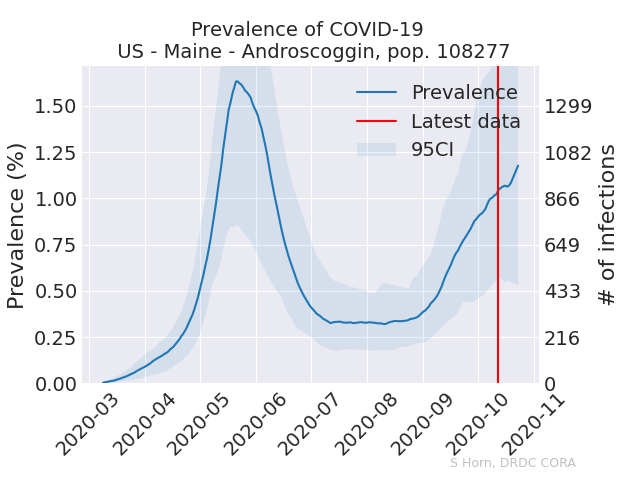 Prevalence of COVID-19
US - Maine - Androscoggin, pop. 108277
Prevalence (%)
1.50
1.25
1.00
0.75
0.50
0.25
0.00
Prevalence
Latest data
95CI
1299
1082
866
649
433
216
0
# of infections
2020-03
2020-04
2020-05
2020-06
2020-07
2020-08
2020-09
2020-10
2020-11
S Horn, DRDC CORA